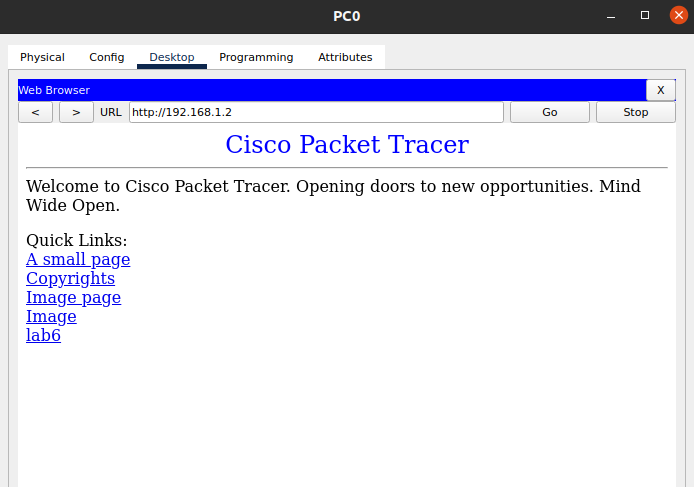 PC0
Physical Config Desktop Programming Attributes
Web Browser X
< > URL http://192.168.1.2 Go Stop
Cisco Packet Tracer
Welcome to Cisco Packet Tracer. Opening doors to new opportunities. Mind
Wide Open.
Quick Links:
A small page
Copyrights
Image page
Image
lab6